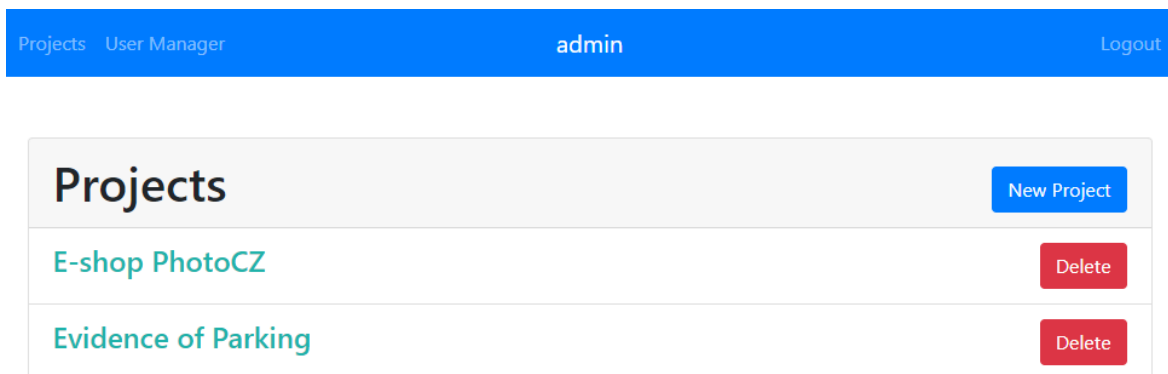 Projects User Manager admin Logout
Projects New Project
E-shop PhotoCZ Delete
Evidence of Parking Delete